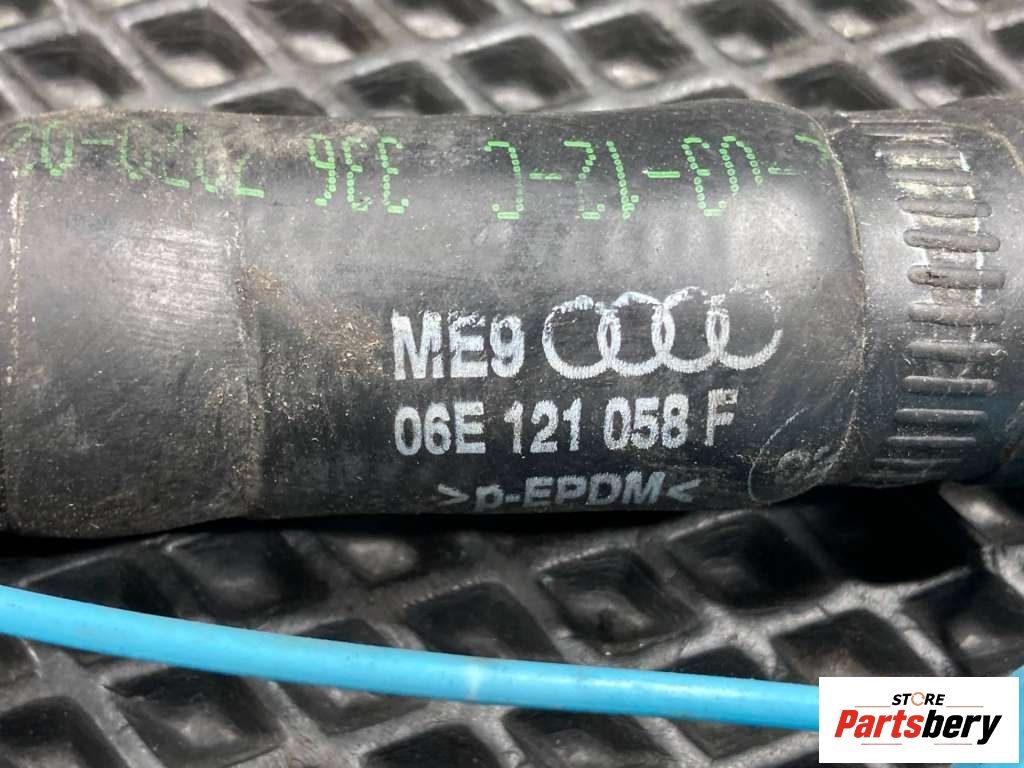 ME9
06E 121 058 F
>p-EPDM<
STORE
Partsbery